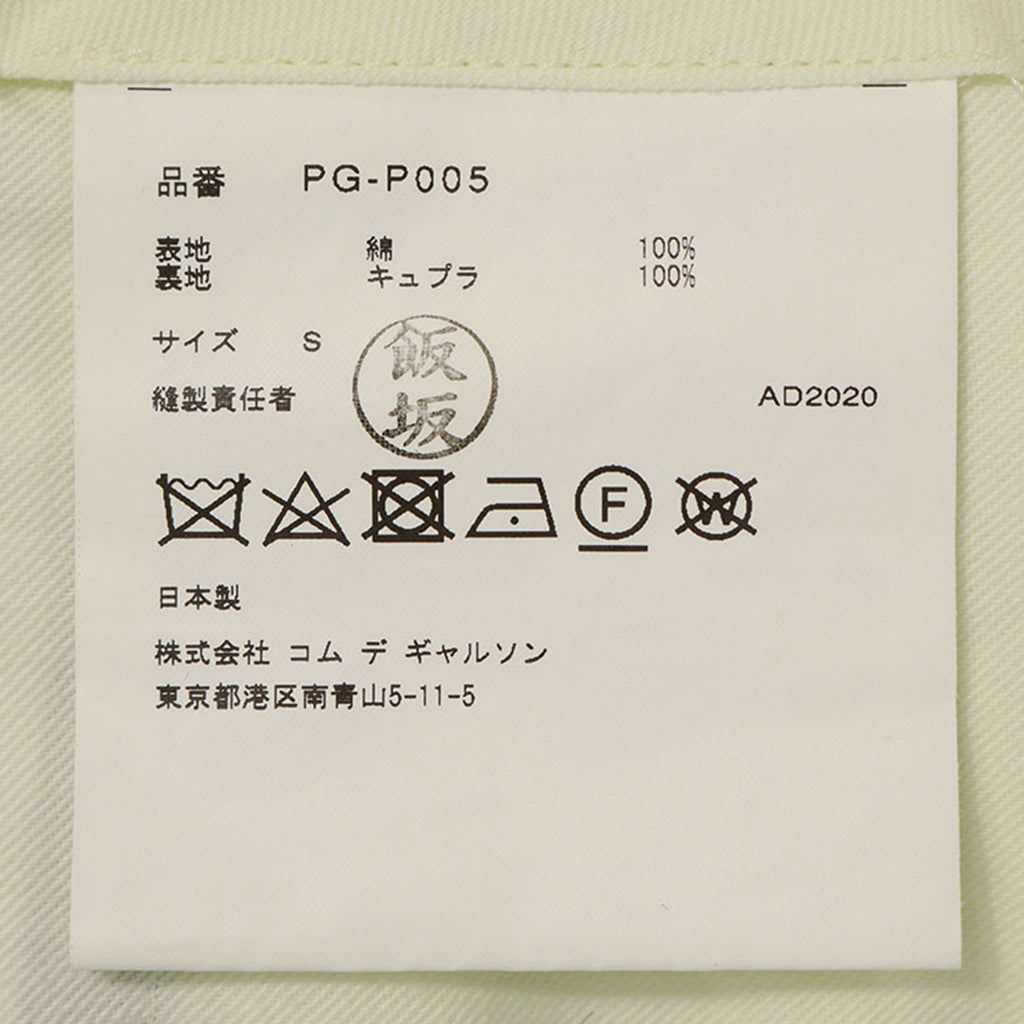 品番 PG-P005
表地 綿 100%
裏地 キュプラ 100%
サイズ S
飯坂
縫製責任者 AD2020
F W
日本製
株式会社 コム デ ギャルソン
東京都港区南青山5-11-5